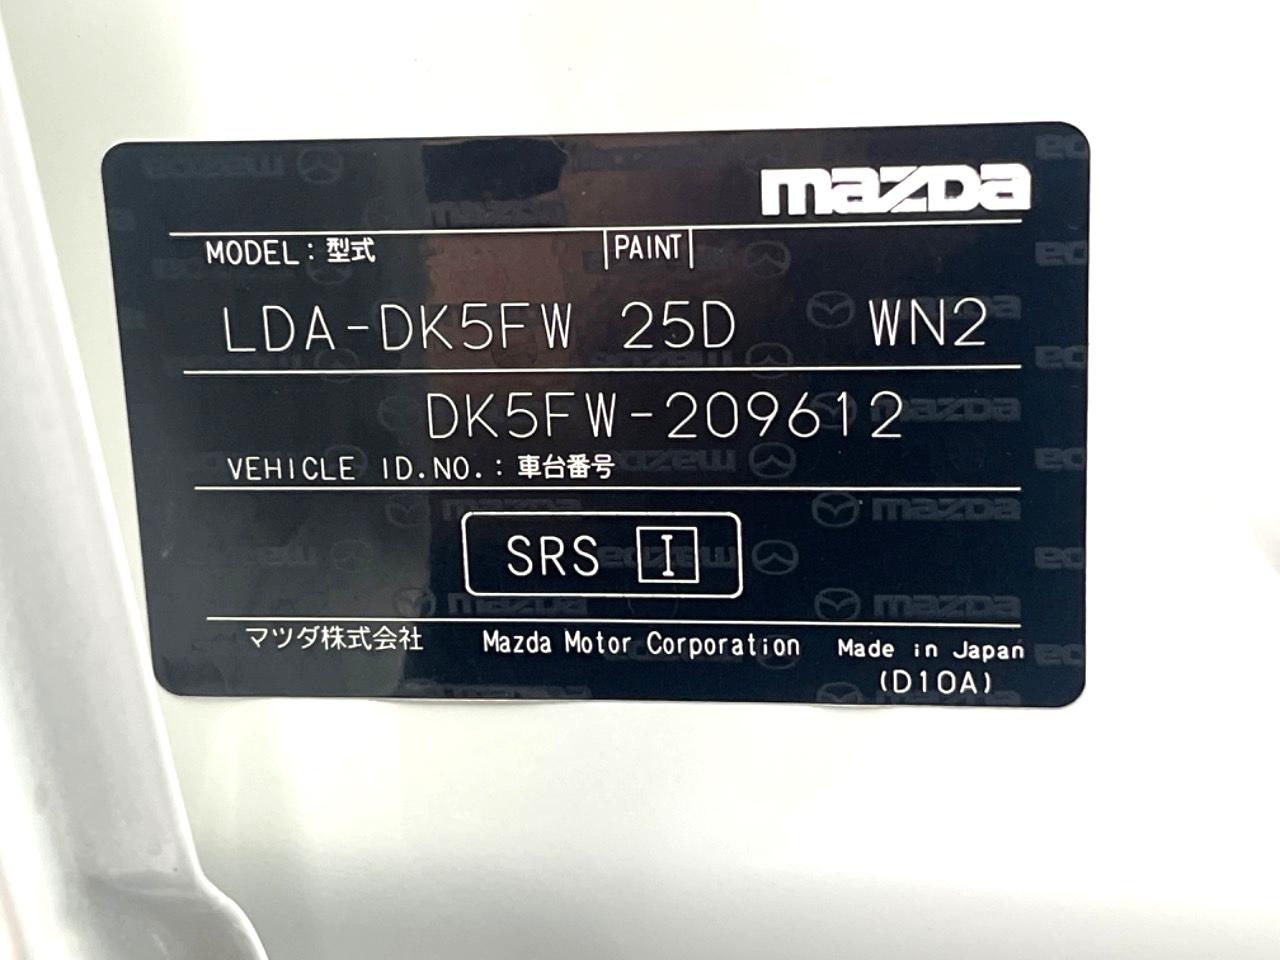 mazda
MODEL : 型式 PAINT
LDA-DK5FW 25D WN2
DK5FW-209612
VEHICLE ID.NO. : 車台番号
SRS I
マツダ株式会社 Mazda Motor Corporation Made in Japan
(D10A)